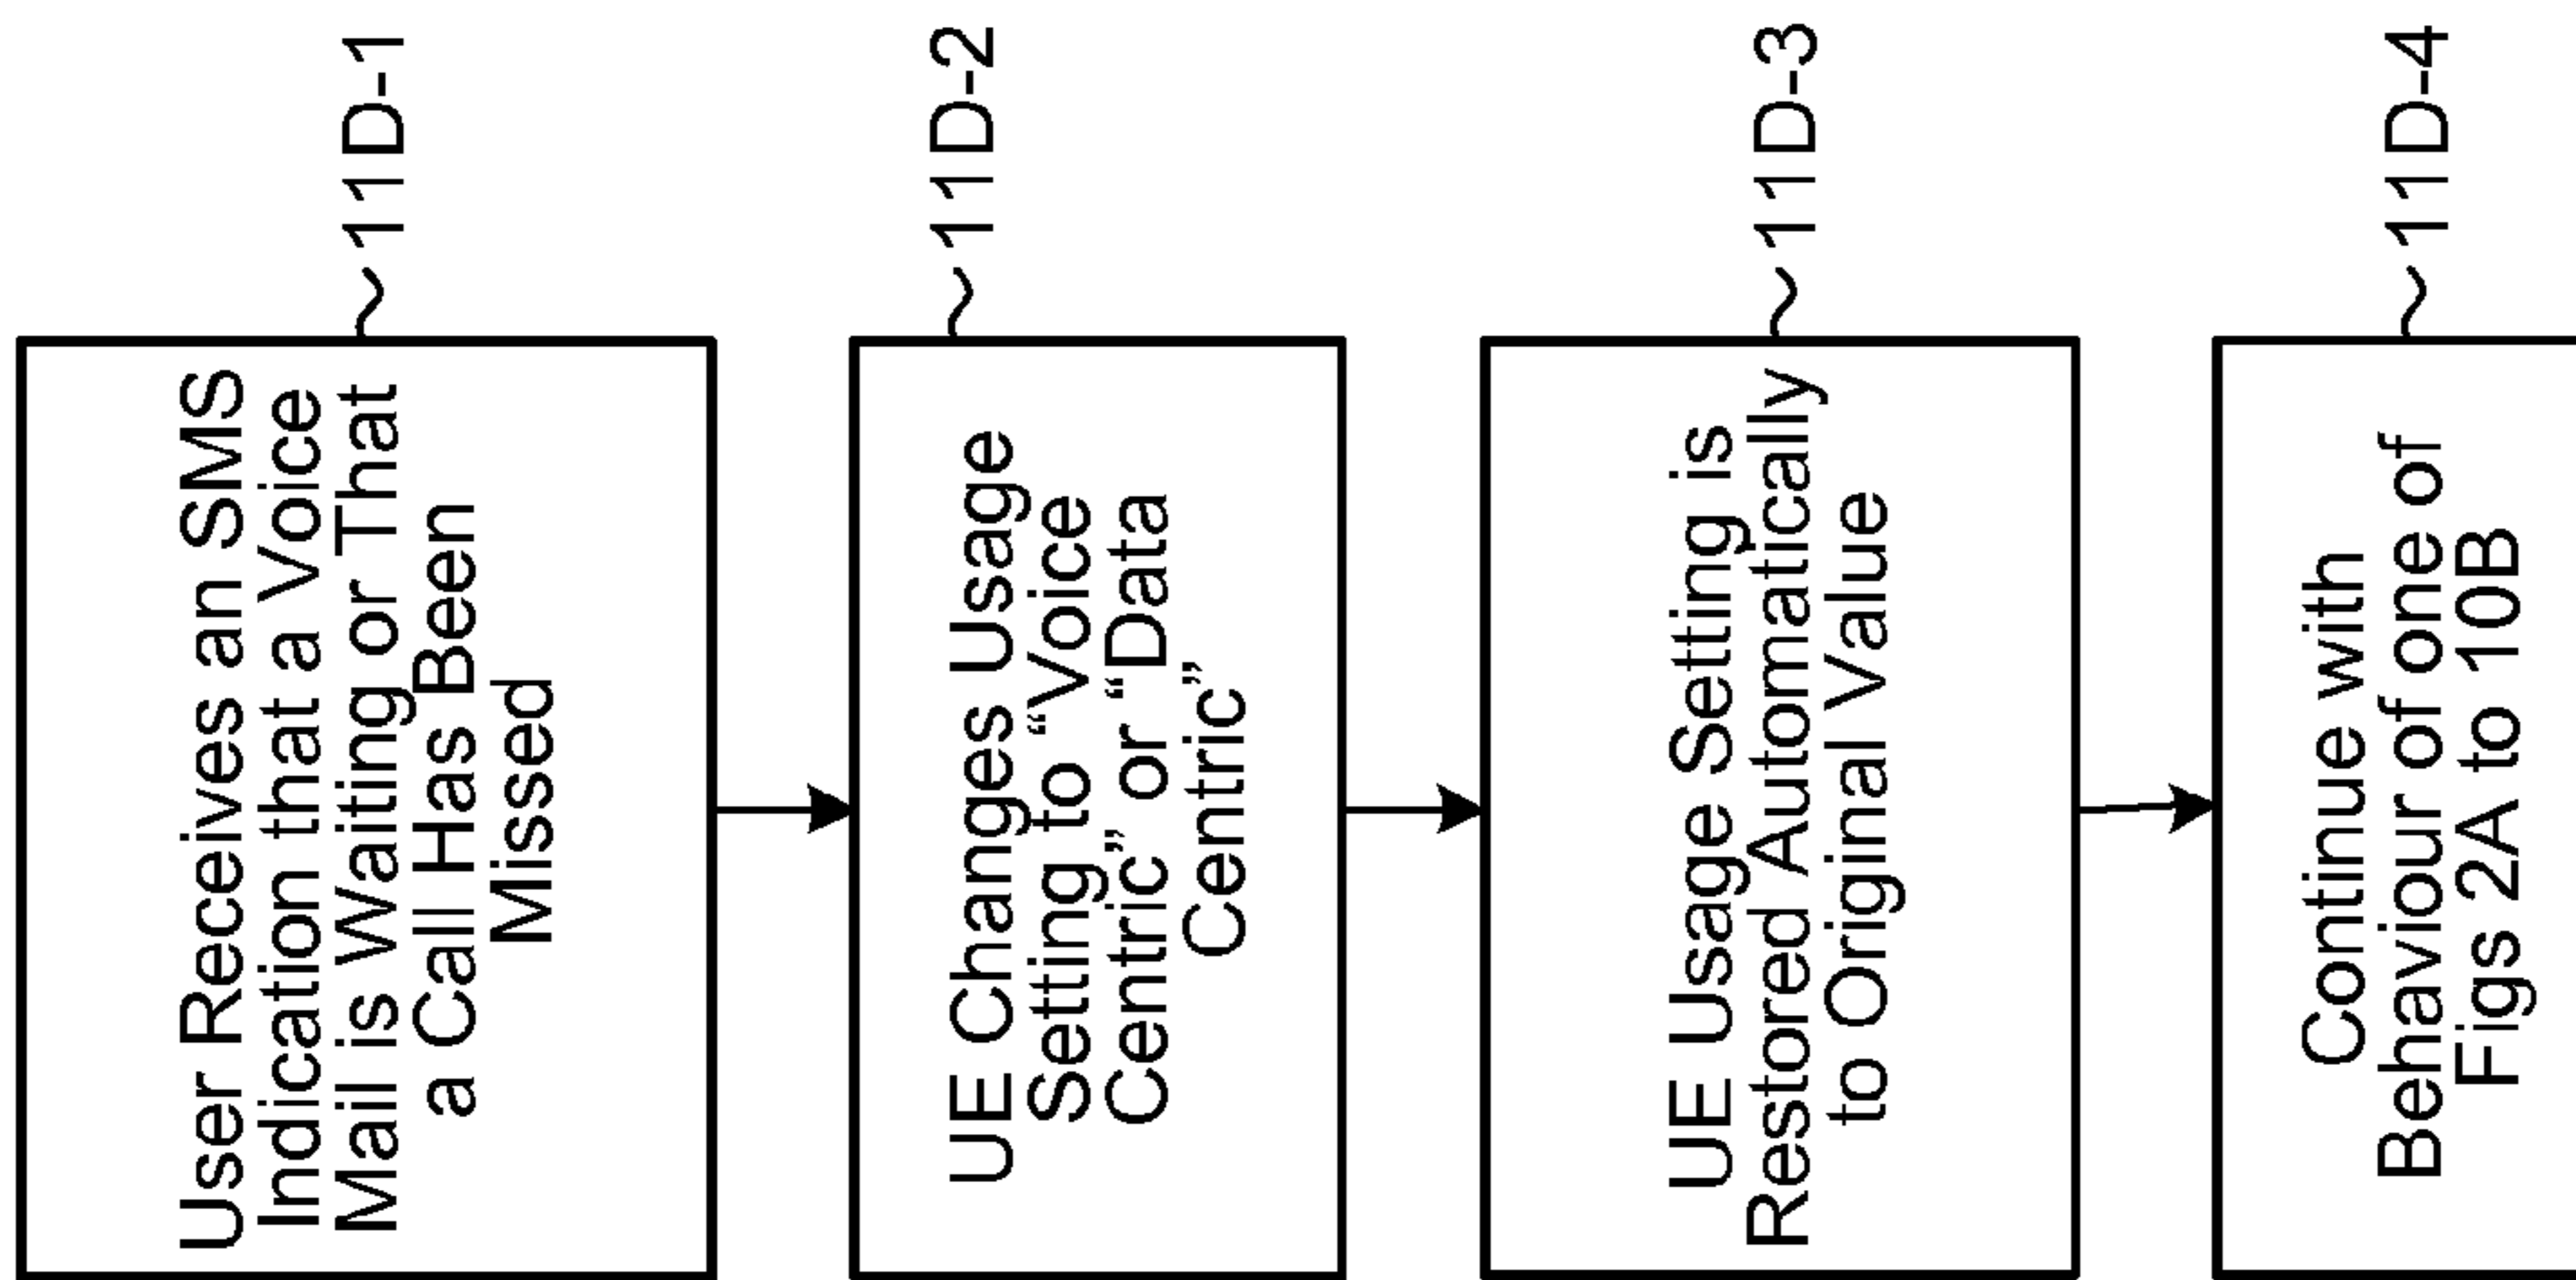 User Receives an SMS
Indication that a Voice
Mail is Waiting or That
a Call Has Been
Missed
11D-1
UE Changes Usage
Setting to “Voice
Centric” or “Data
Centric”
11D-2
UE Usage Setting is
Restored Automatically
to Original Value
11D-3
Continue with
Behaviour of one of
Figs 2A to 10B
11D-4